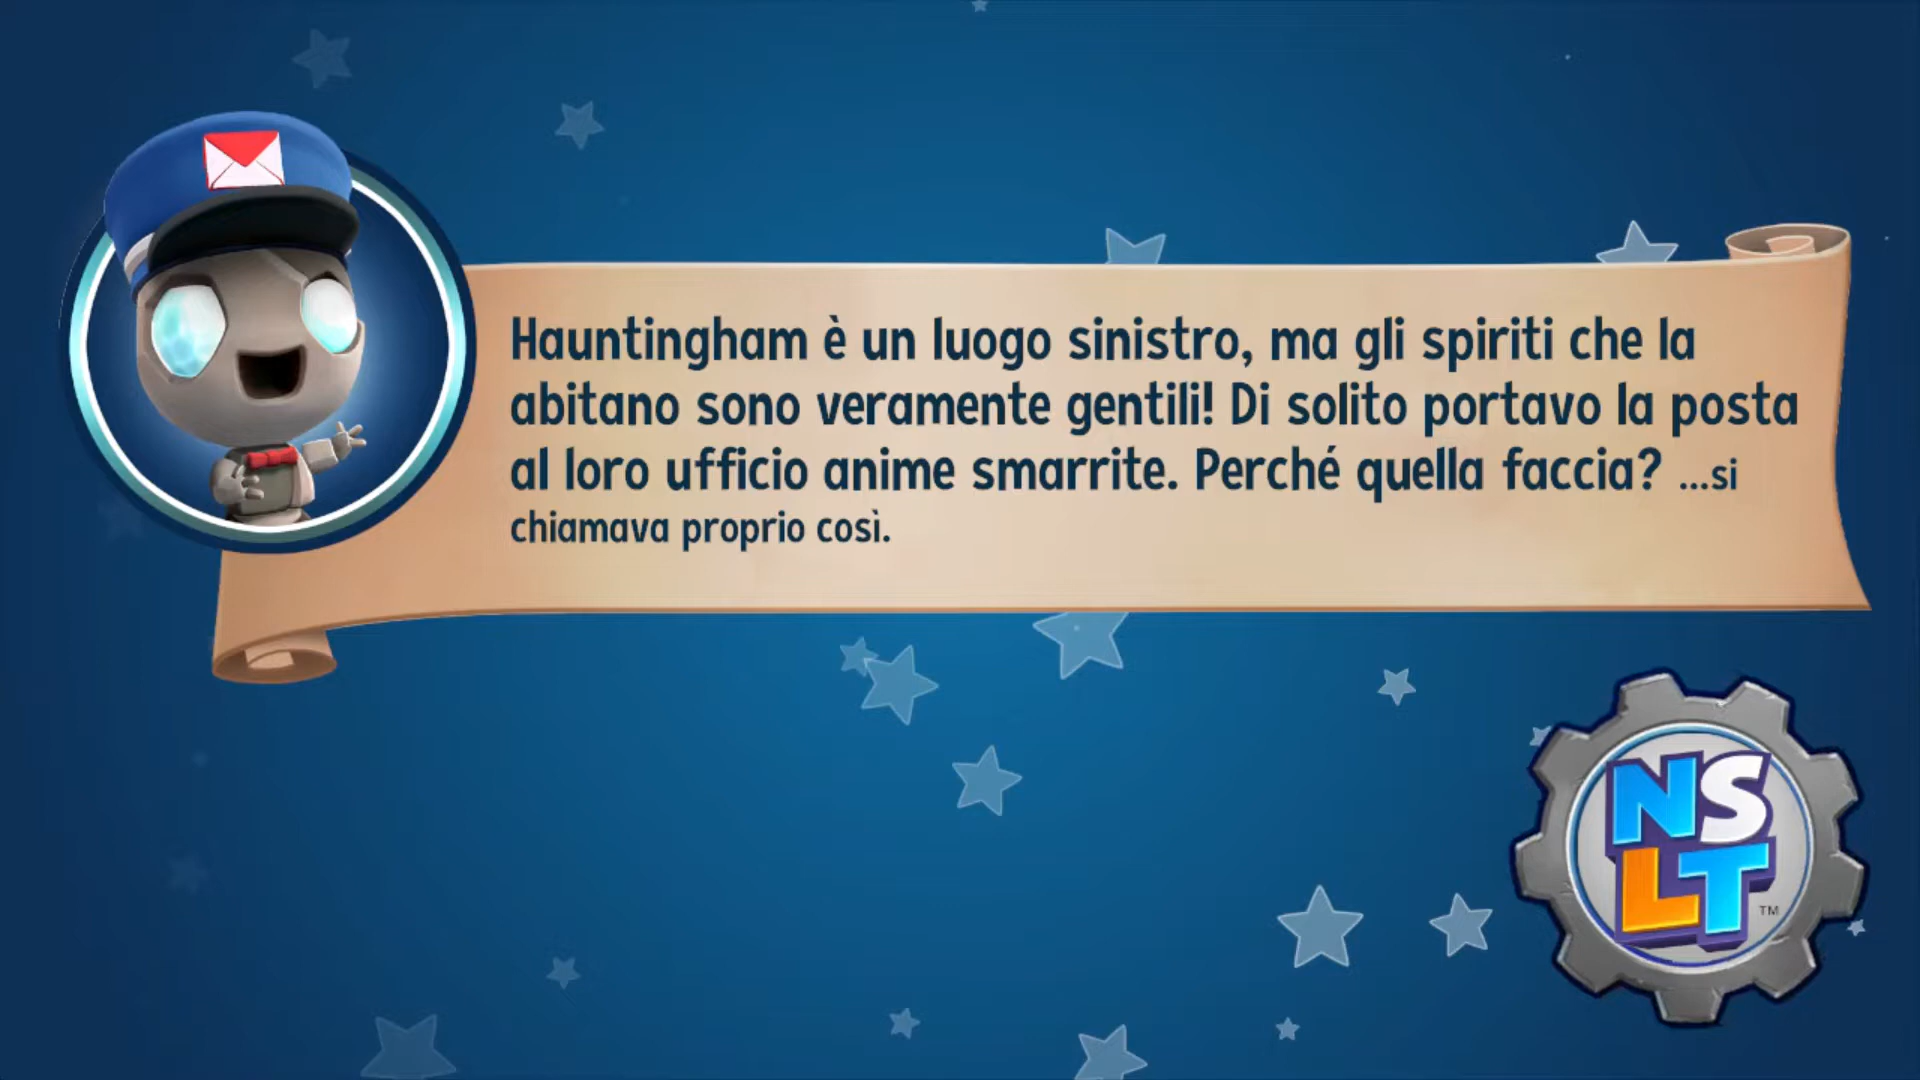 Hauntingham è un luogo sinistro, ma gli spiriti che la
abitano sono veramente gentili! Di solito portavo la posta
al loro ufficio anime smarrite. Perché quella faccia? ...si
chiamava proprio così.
NS
LT
TM